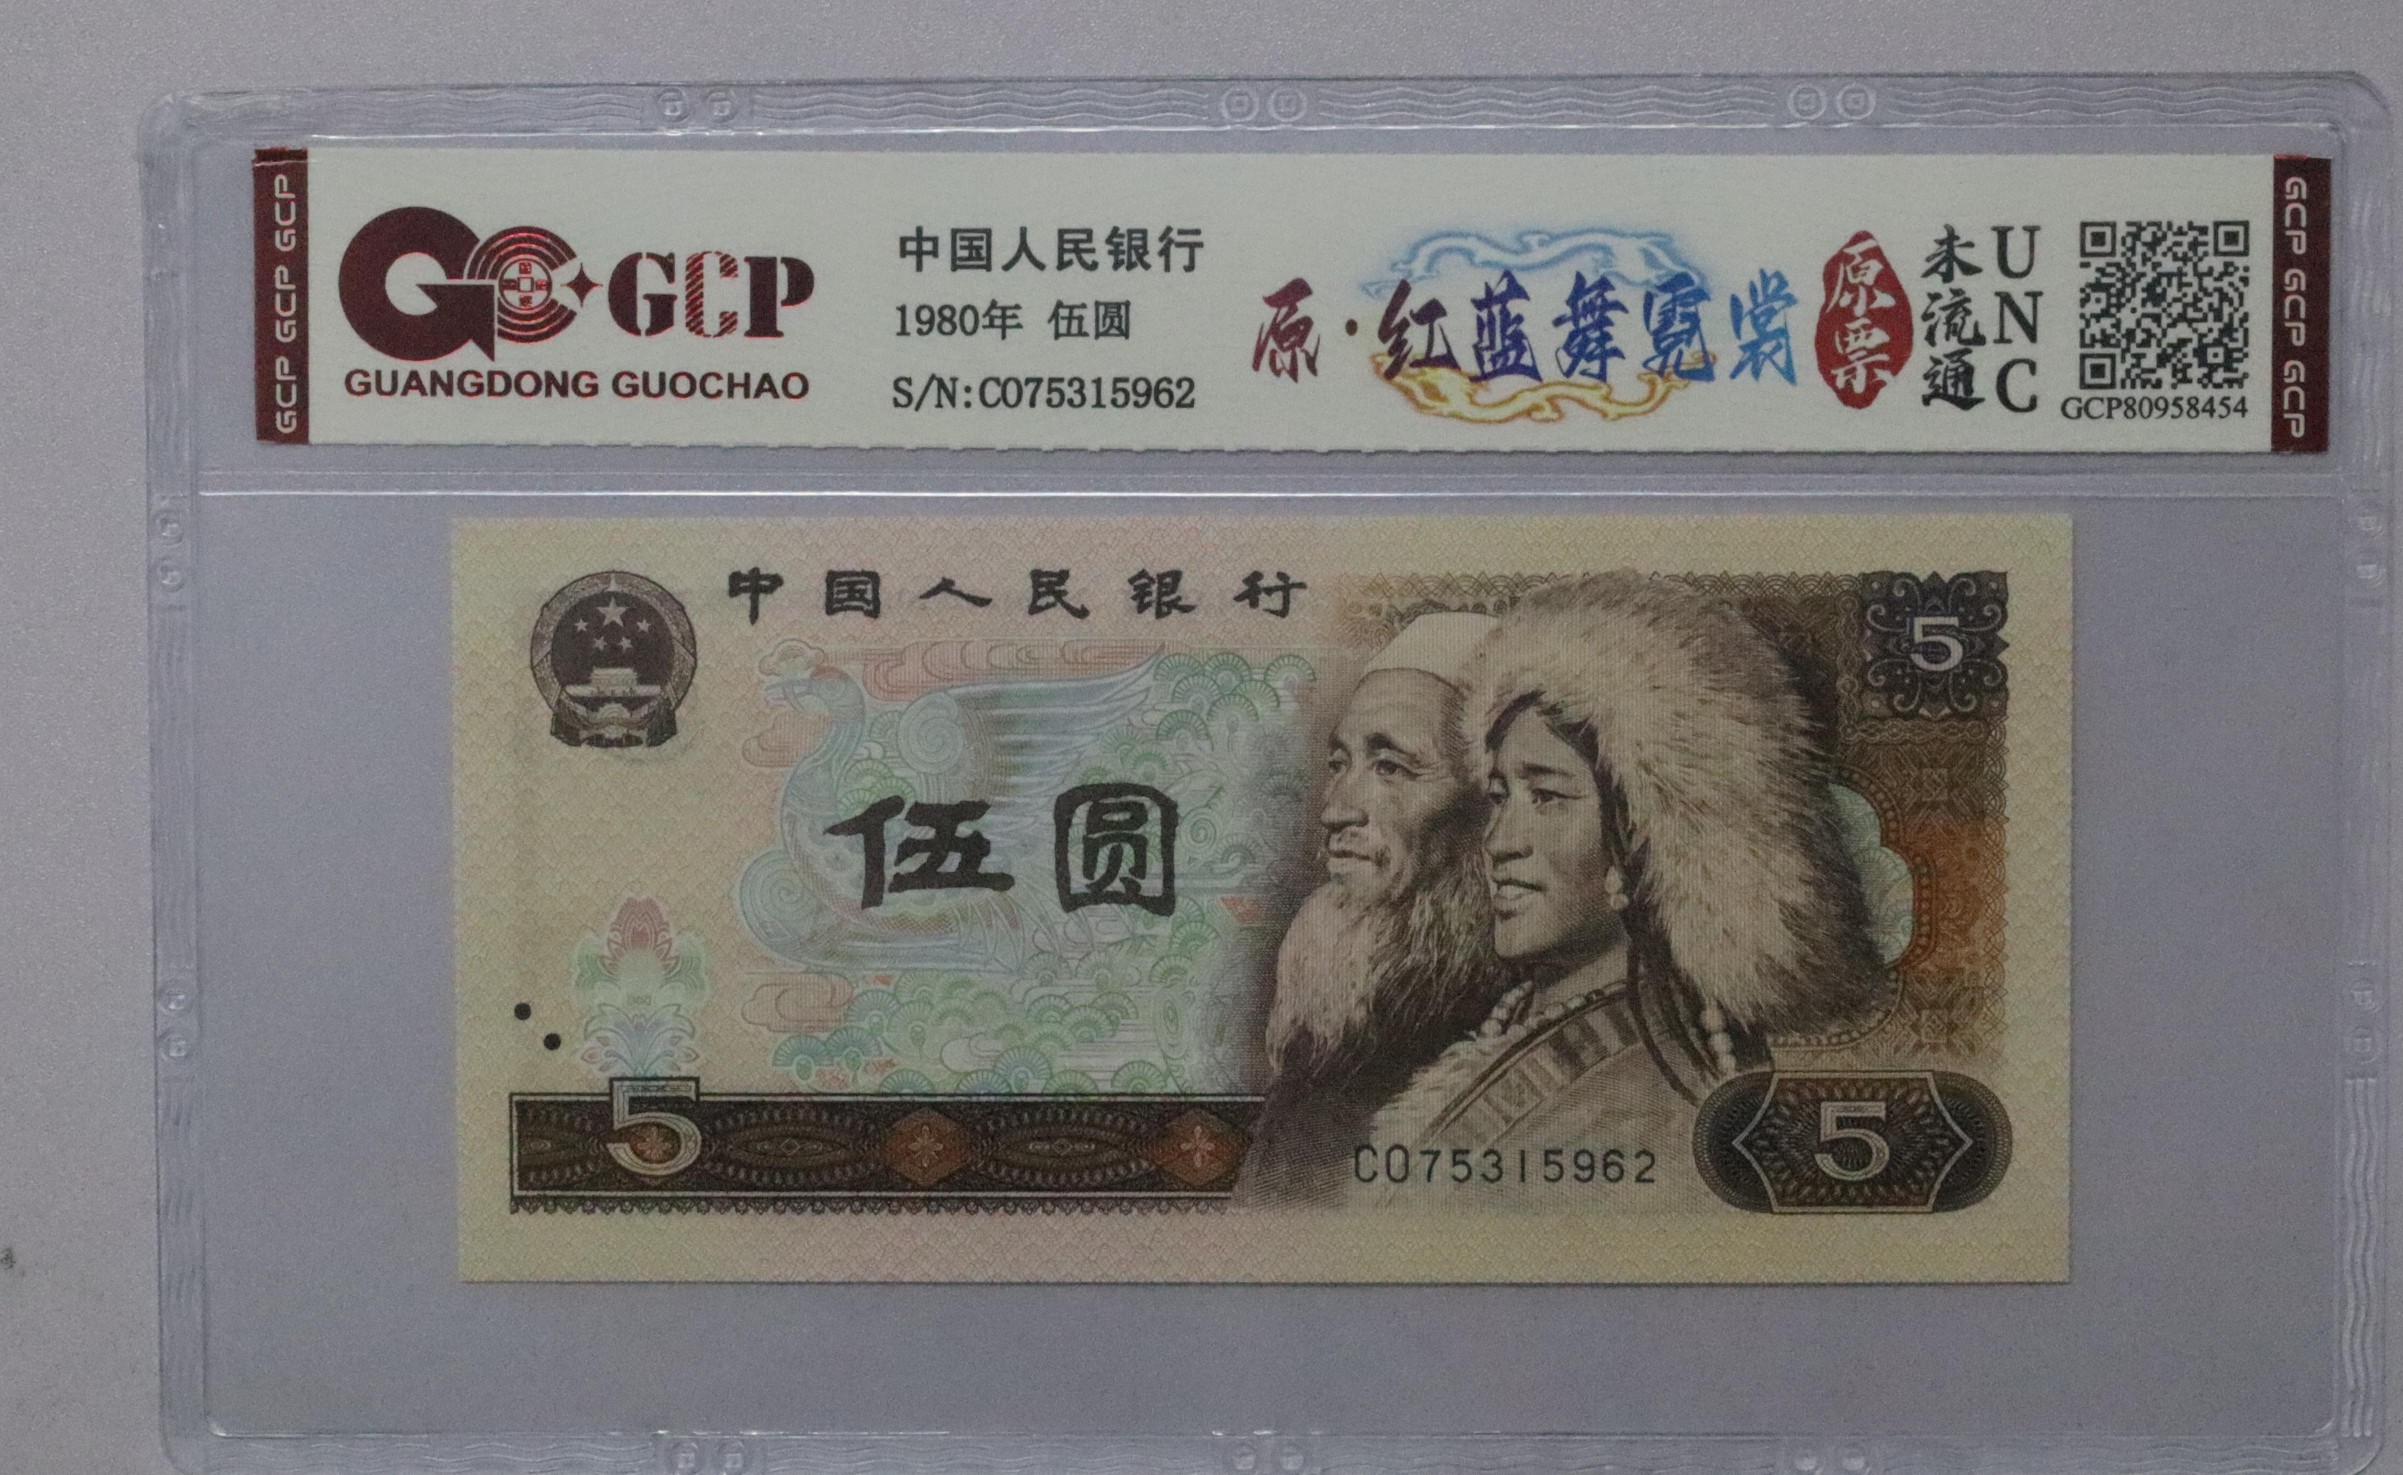 GCP GCP GCP
GCP
GUANGDONG GUOCHAO
中国人民银行
1980年 伍圆
S/N:CO75315962
原·红蓝舞霓裳
原票
未流通
UNC
GCP80958454
GCP GCP GCP
中国人民银行
5
伍圆
5
CO75315962
5